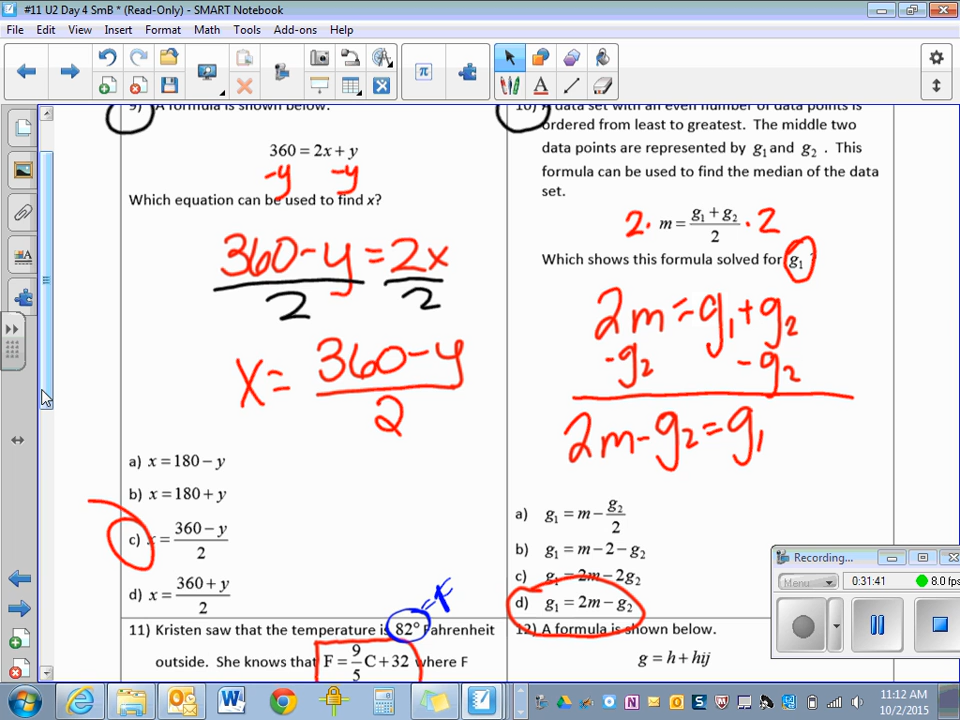 #11 U2 Day 4 SmB * (Read-Only) - SMART Notebook
File Edit View Insert Format Math Tools Add-ons Help
9) A formula is shown below.
360 = 2x + y
-y -y
Which equation can be used to find x?
360 - y = 2x
2 2
x = 360 - y
2
a) x = 180 - y
b) x = 180 + y
c) x = 360 - y
2
d) x = 360 + y
2
11) Kristen saw that the temperature is 82° Fahrenheit
= F
outside. She knows that F = 9/5 C + 32 where F
10) A data set with an even number of data points is
ordered from least to greatest. The middle two
data points are represented by g₁ and g₂ . This
formula can be used to find the median of the data
set.
2· m = g₁ + g₂ ·2
2
Which shows this formula solved for g₁
2m = g₁ + g₂
-g₂ -g₂
2m - g₂ = g₁
a) g₁ = m - g₂
2
b) g₁ = m - 2 - g₂
c) g₁ = 2m - 2g₂
d) g₁ = 2m - g₂
12) A formula is shown below.
g = h + hij
Recording...
Menu
0:31:41
8.0 fps
11:12 AM
10/2/2015